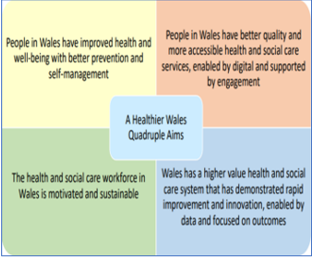 People in Wales have improved health and
well-being with better prevention and
self-management
People in Wales have better quality and
more accessible health and social care
services, enabled by digital and supported
by engagement
A Healthier Wales
Quadruple Aims
The health and social care workforce in
Wales is motivated and sustainable
Wales has a higher value health and social
care system that has demonstrated rapid
improvement and innovation, enabled by
data and focused on outcomes